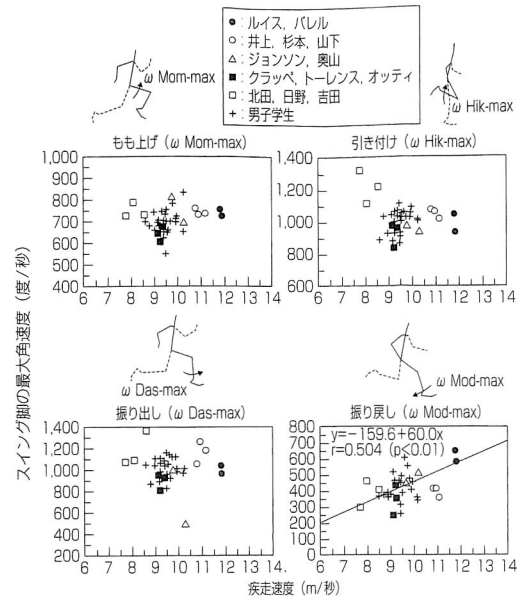 ● : ルイス，バレル
○ : 井上，杉本，山下
△ : ジョンソン，奥山
■ : クラッペ，トーレンス，オッティ
□ : 北田，日野，吉田
+ : 男子学生
ω Mom-max
ω Hik-max
もも上げ（ω Mom-max）
引き付け（ω Hik-max）
1,000
900
800
700
600
500
400
6 7 8 9 10 11 12 13 14
1,400
1,200
1,000
800
600
6 7 8 9 10 11 12 13 14
スイング脚の最大角速度（度/秒）
ω Das-max
ω Mod-max
振り出し（ω Das-max）
振り戻し（ω Mod-max）
1,400
1,200
1,000
800
600
400
200
6 7 8 9 10 11 12 13 14.
y=−159.6+60.0x
r=0.504（p<0.01）
800
700
600
500
400
300
200
100
0
6 7 8 9 10 11 12 13 14
疾走速度（m/秒）